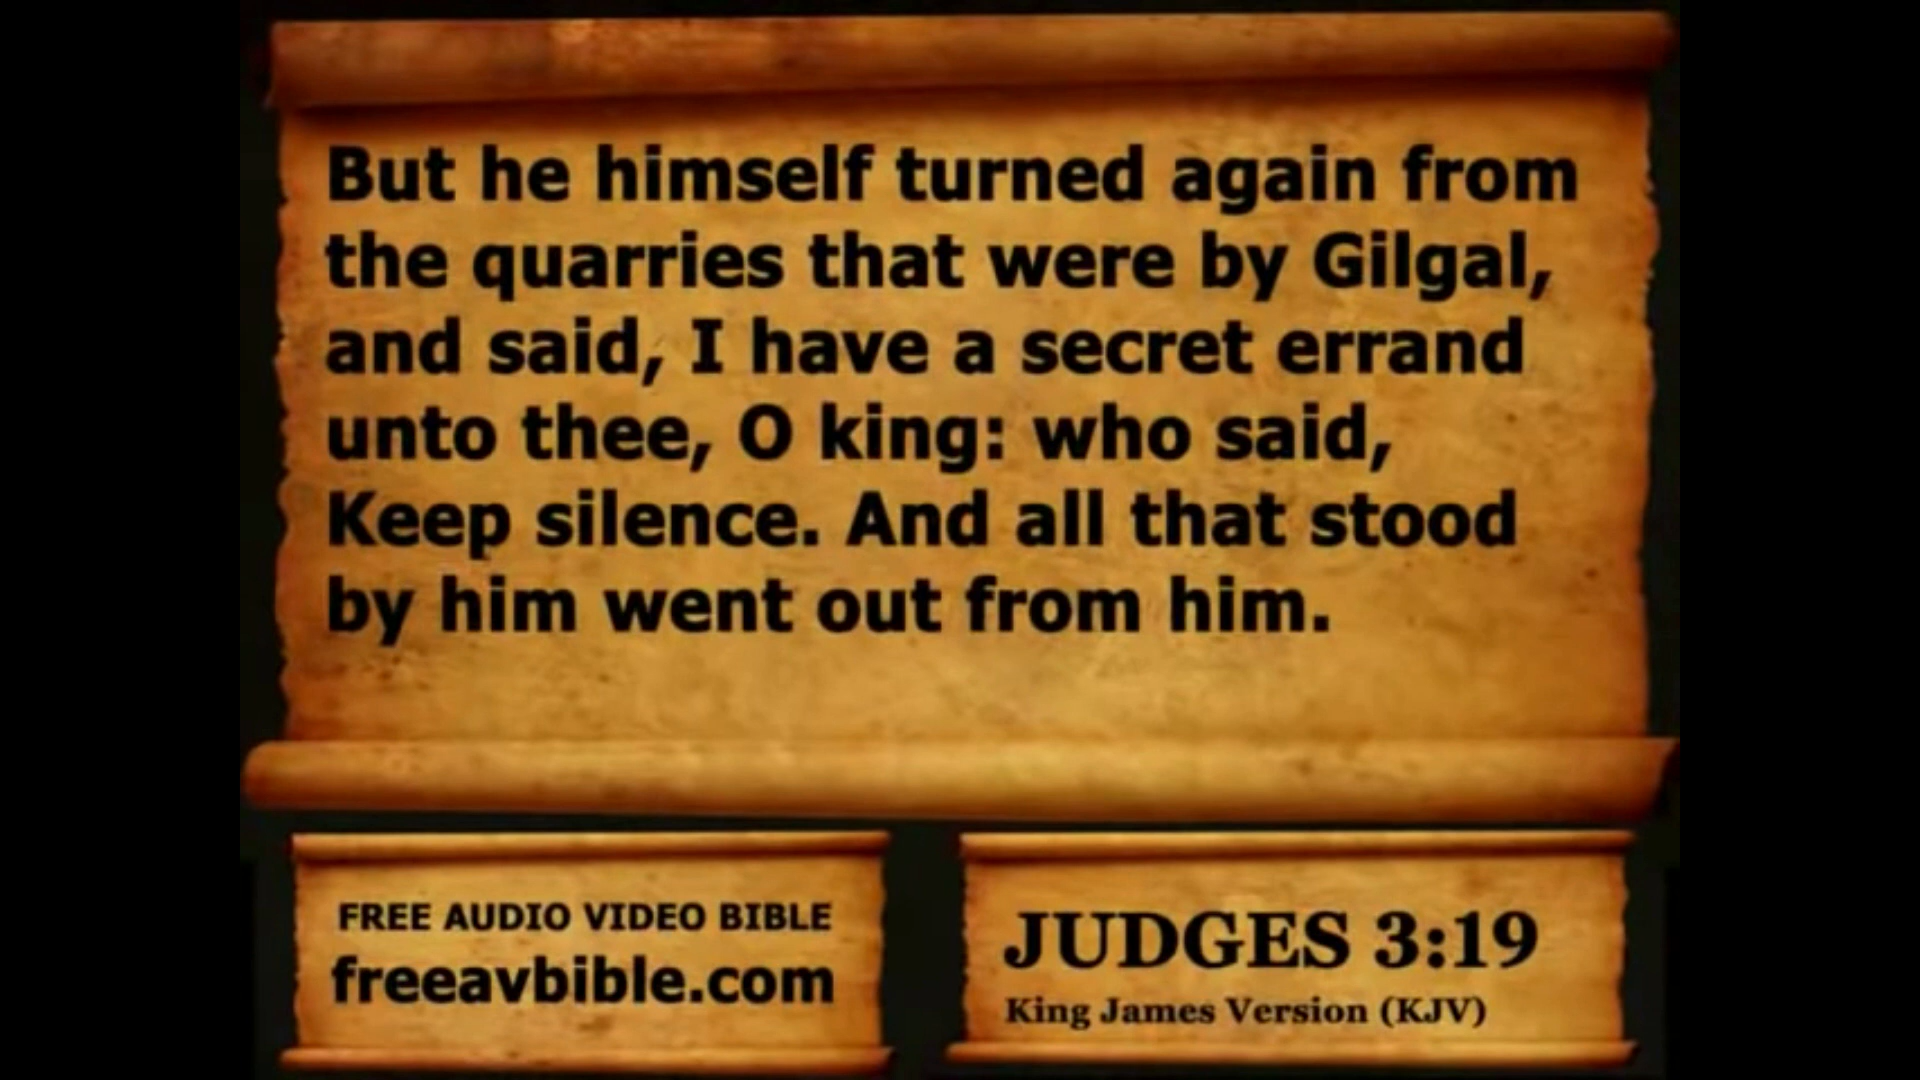 But he himself turned again from
the quarries that were by Gilgal,
and said, I have a secret errand
unto thee, O king: who said,
Keep silence. And all that stood
by him went out from him.
FREE AUDIO VIDEO BIBLE
freeavbible.com
JUDGES 3:19
King James Version (KJV)